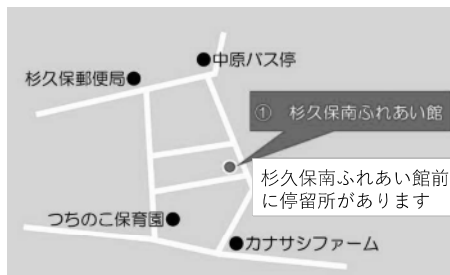 ●中原バス停
杉久保郵便局●
① 杉久保南ふれあい館
杉久保南ふれあい館前
に停留所があります
つちのこ保育園●
●カナサシファーム